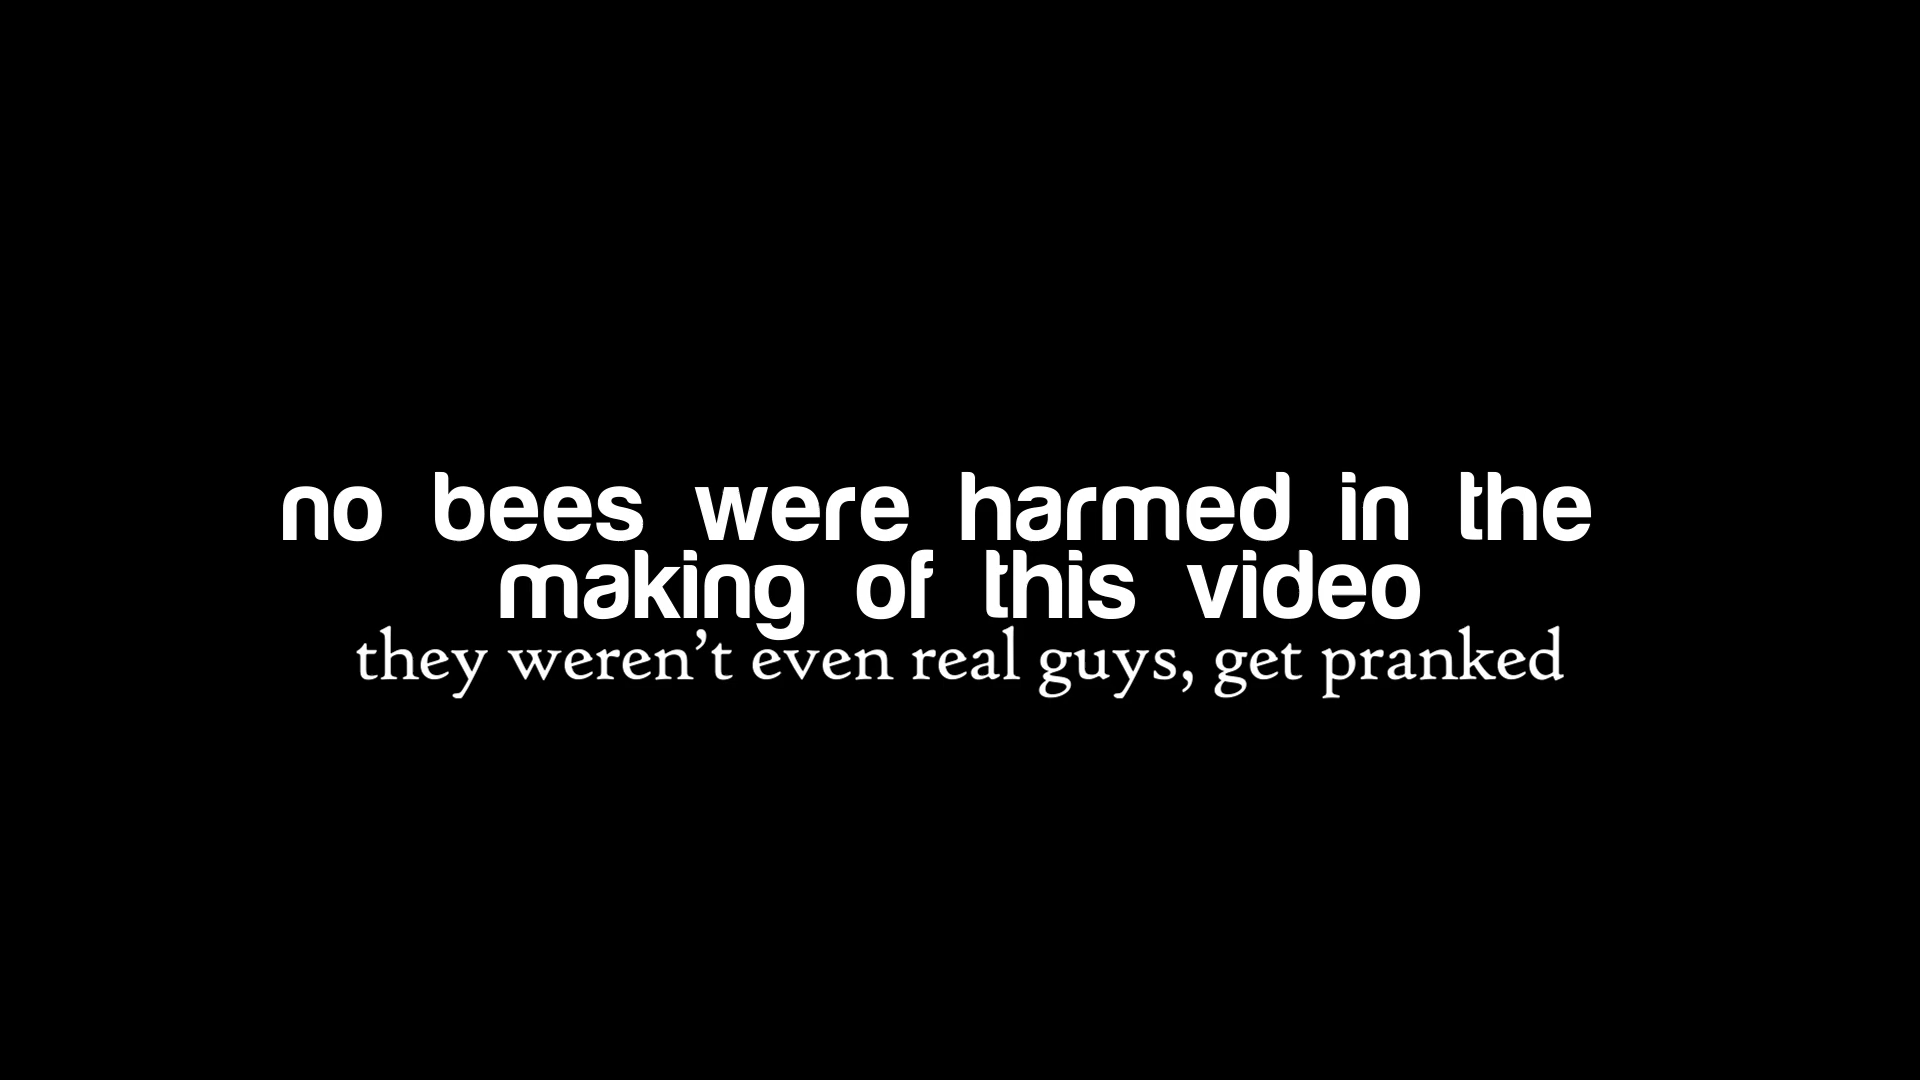 no bees were harmed in the
making of this video
they weren’t even real guys, get pranked